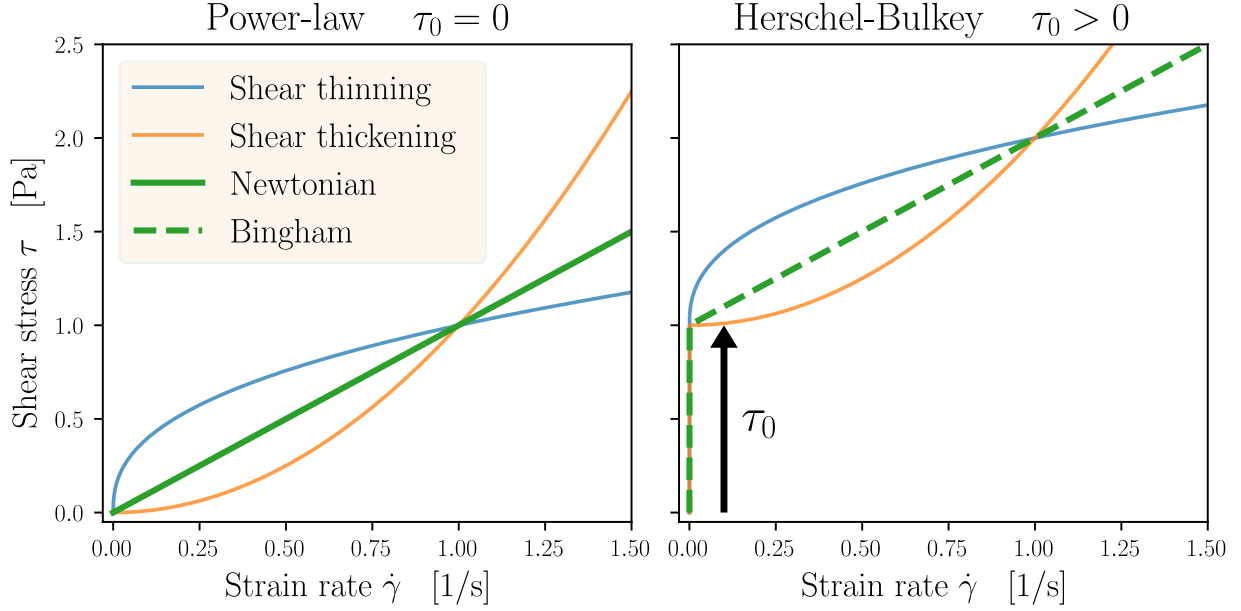 Power-law τ₀ = 0
Herschel-Bulkey τ₀ > 0
Shear stress τ [Pa]
2.5
2.0
1.5
1.0
0.5
0.0
Shear thinning
Shear thickening
Newtonian
Bingham
τ₀
0.00 0.25 0.50 0.75 1.00 1.25 1.50
0.00 0.25 0.50 0.75 1.00 1.25 1.50
Strain rate γ̇ [1/s]
Strain rate γ̇ [1/s]